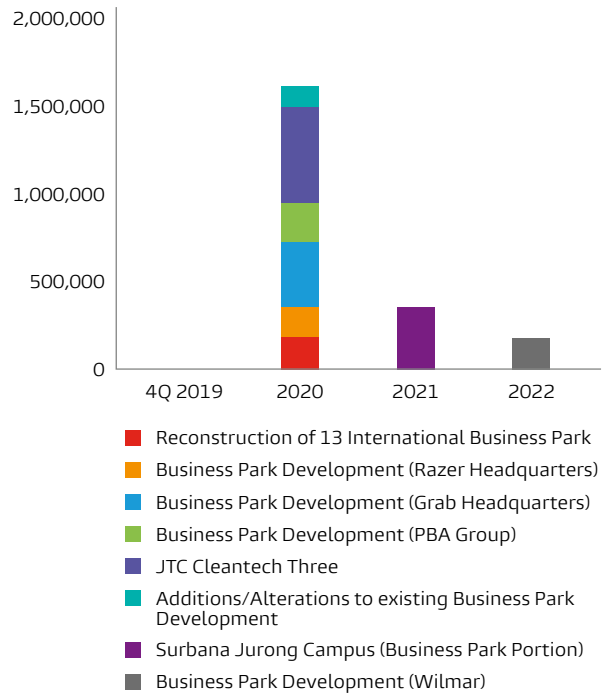 2,000,000
1,500,000
1,000,000
500,000
0
4Q 2019
2020
2021
2022
Reconstruction of 13 International Business Park
Business Park Development (Razer Headquarters)
Business Park Development (Grab Headquarters)
Business Park Development (PBA Group)
JTC Cleantech Three
Additions/Alterations to existing Business Park
Development
Surbana Jurong Campus (Business Park Portion)
Business Park Development (Wilmar)